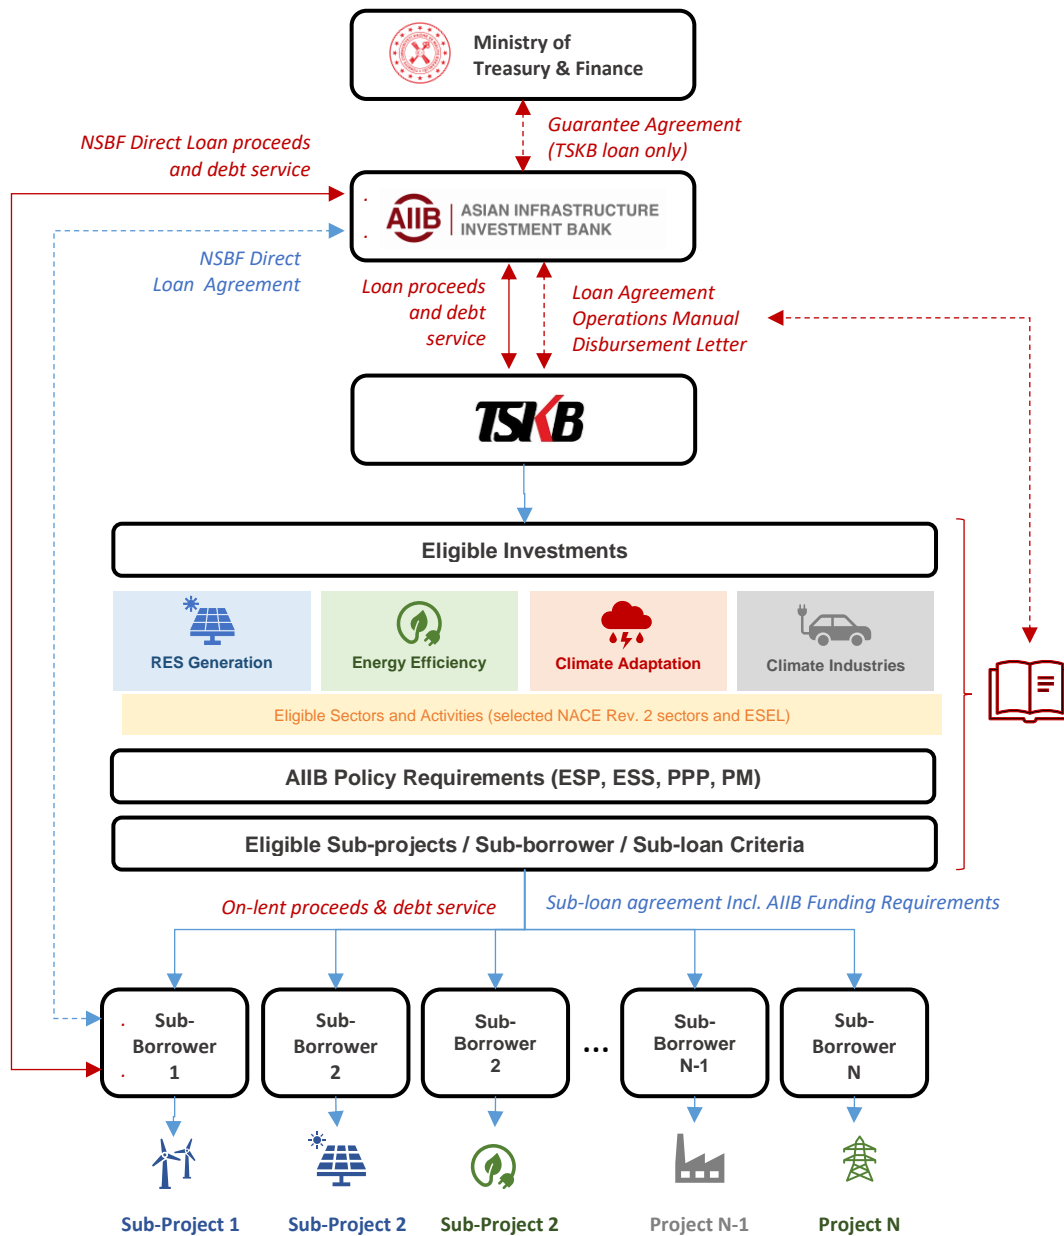 Ministry of
Treasury & Finance
NSBF Direct Loan proceeds
and debt service
Guarantee Agreement
(TSKB loan only)
AIIB
ASIAN INFRASTRUCTURE
INVESTMENT BANK
NSBF Direct
Loan Agreement
Loan proceeds
and debt
service
Loan Agreement
Operations Manual
Disbursement Letter
TSKB
Eligible Investments
RES Generation
Energy Efficiency
Climate Adaptation
Climate Industries
Eligible Sectors and Activities (selected NACE Rev. 2 sectors and ESEL)
AIIB Policy Requirements (ESP, ESS, PPP, PM)
Eligible Sub-projects / Sub-borrower / Sub-loan Criteria
On-lent proceeds & debt service
Sub-loan agreement Incl. AIIB Funding Requirements
Sub-
Borrower
1
Sub-
Borrower
2
Sub-
Borrower
2
...
Sub-
Borrower
N-1
Sub-
Borrower
N
Sub-Project 1
Sub-Project 2
Sub-Project 2
Project N-1
Project N